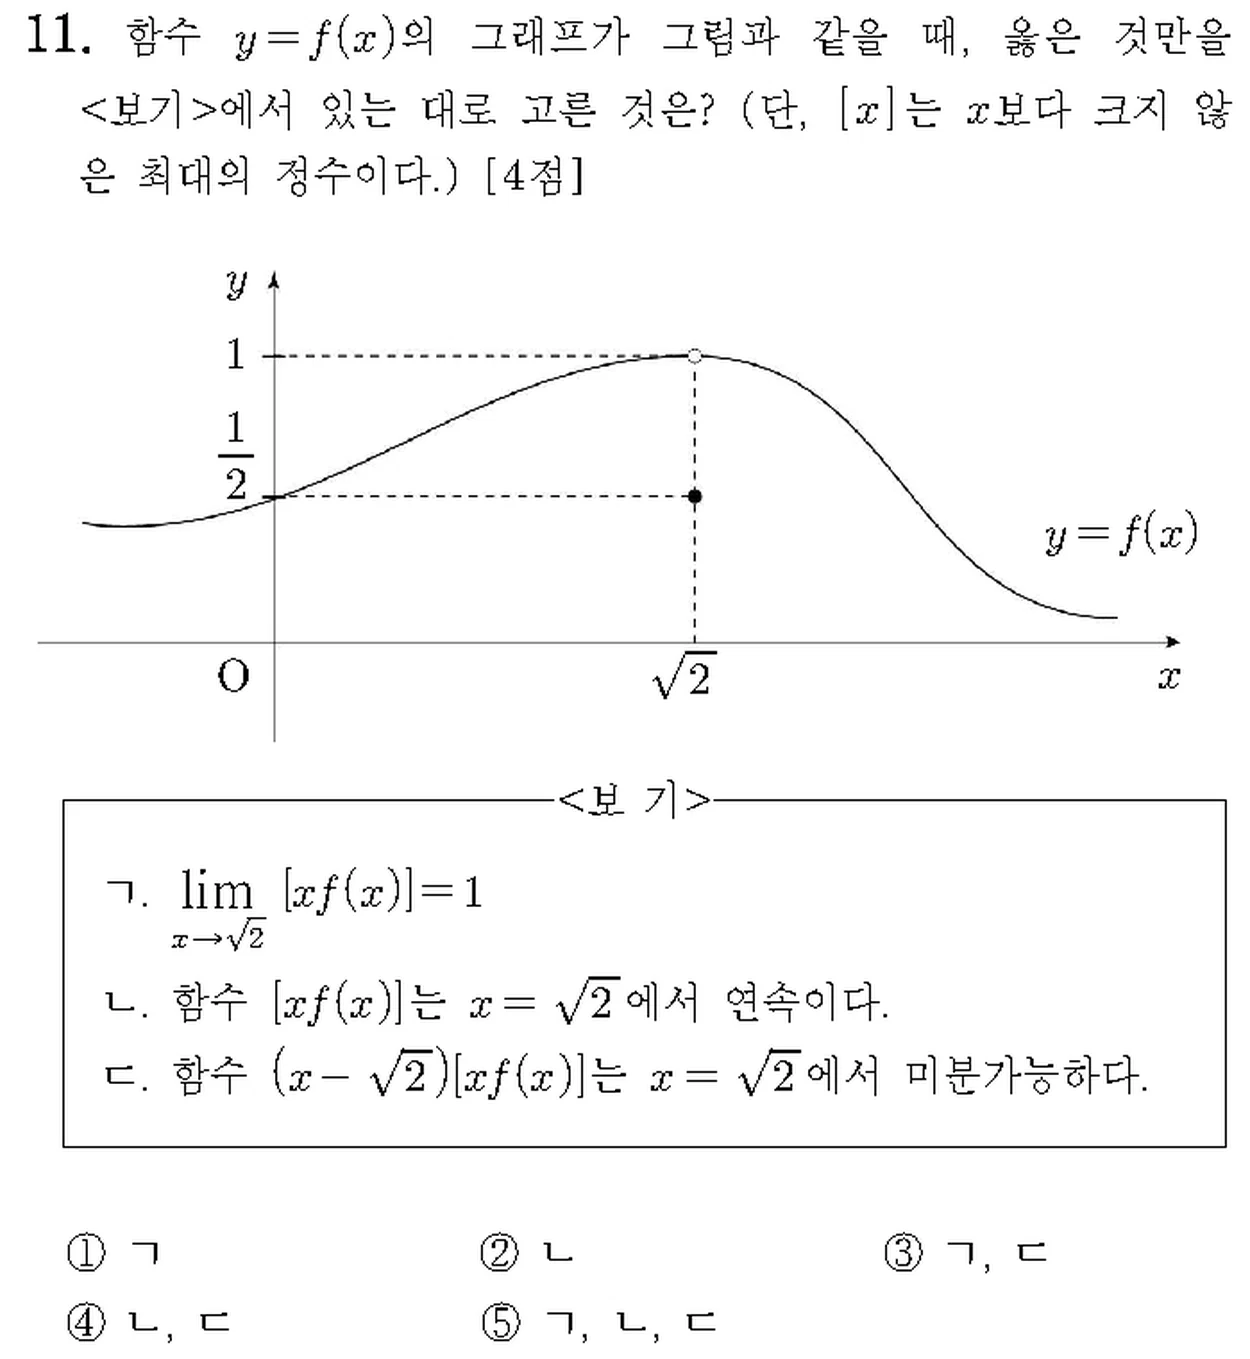 11. 함수 y=f(x)의 그래프가 그림과 같을 때, 옳은 것만을
<보기>에서 있는 대로 고른 것은? (단, [x]는 x보다 크지 않
은 최대의 정수이다.) [4점]
y
1
1/2
y=f(x)
O
√2
x
<보 기>
ㄱ. lim x→√2 [xf(x)]=1
ㄴ. 함수 [xf(x)]는 x=√2에서 연속이다.
ㄷ. 함수 (x-√2)[xf(x)]는 x=√2에서 미분가능하다.
① ㄱ ② ㄴ ③ ㄱ, ㄷ
④ ㄴ, ㄷ ⑤ ㄱ, ㄴ, ㄷ